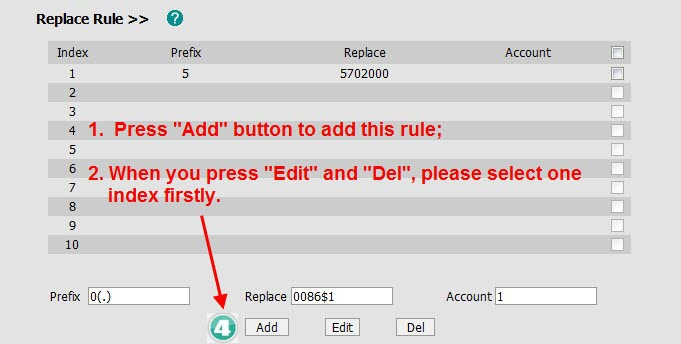 Replace Rule >> ?
Index Prefix Replace Account
1 5 5702000
2
3
4
5
6
7
8
9
10
1. Press "Add" button to add this rule;
2. When you press "Edit" and "Del", please select one
index firstly.
Prefix 0(.) Replace 0086$1 Account 1
4 Add Edit Del